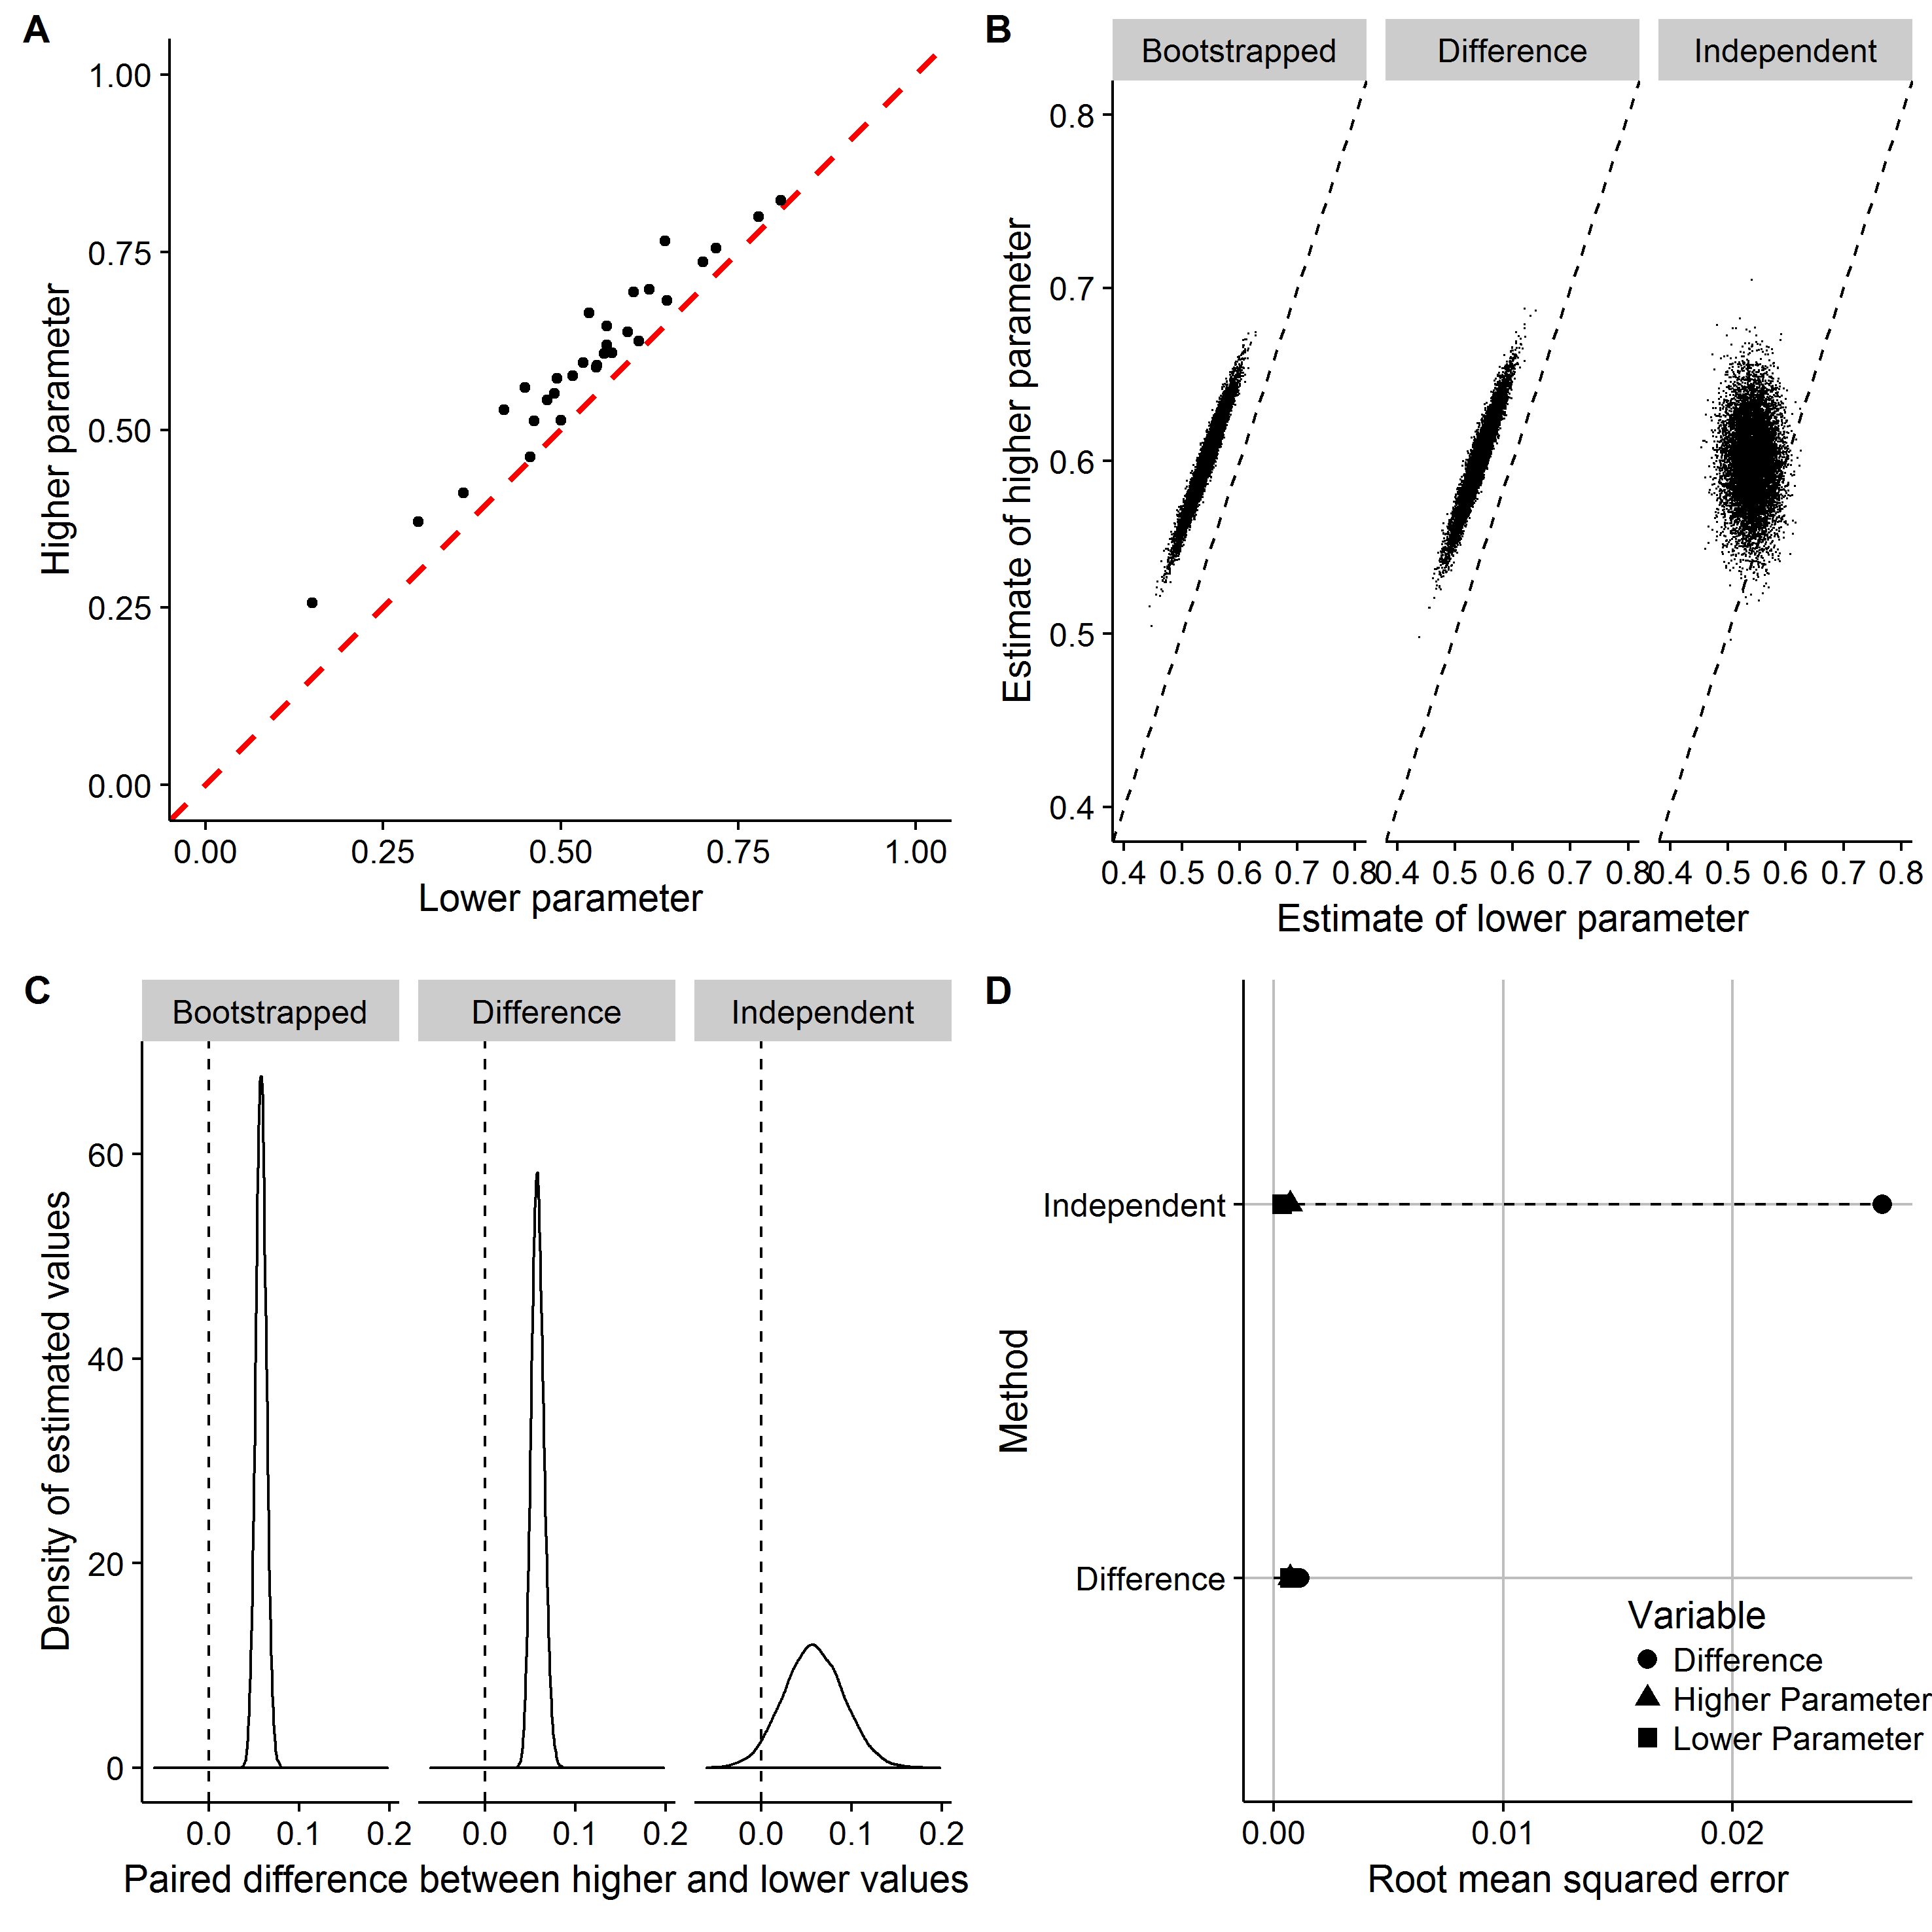 A
1.00
0.75
0.50
0.25
0.00
Higher parameter
0.00 0.25 0.50 0.75 1.00
Lower parameter
B
Bootstrapped Difference Independent
0.8
0.7
0.6
0.5
0.4
Estimate of higher parameter
0.4 0.5 0.6 0.7 0.8 0.4 0.5 0.6 0.7 0.8 0.4 0.5 0.6 0.7 0.8
Estimate of lower parameter
C
Bootstrapped Difference Independent
60
40
20
0
Density of estimated values
0.0 0.1 0.2 0.0 0.1 0.2 0.0 0.1 0.2
Paired difference between higher and lower values
D
Independent
Difference
Method
Variable
Difference
Higher Parameter
Lower Parameter
0.00 0.01 0.02
Root mean squared error